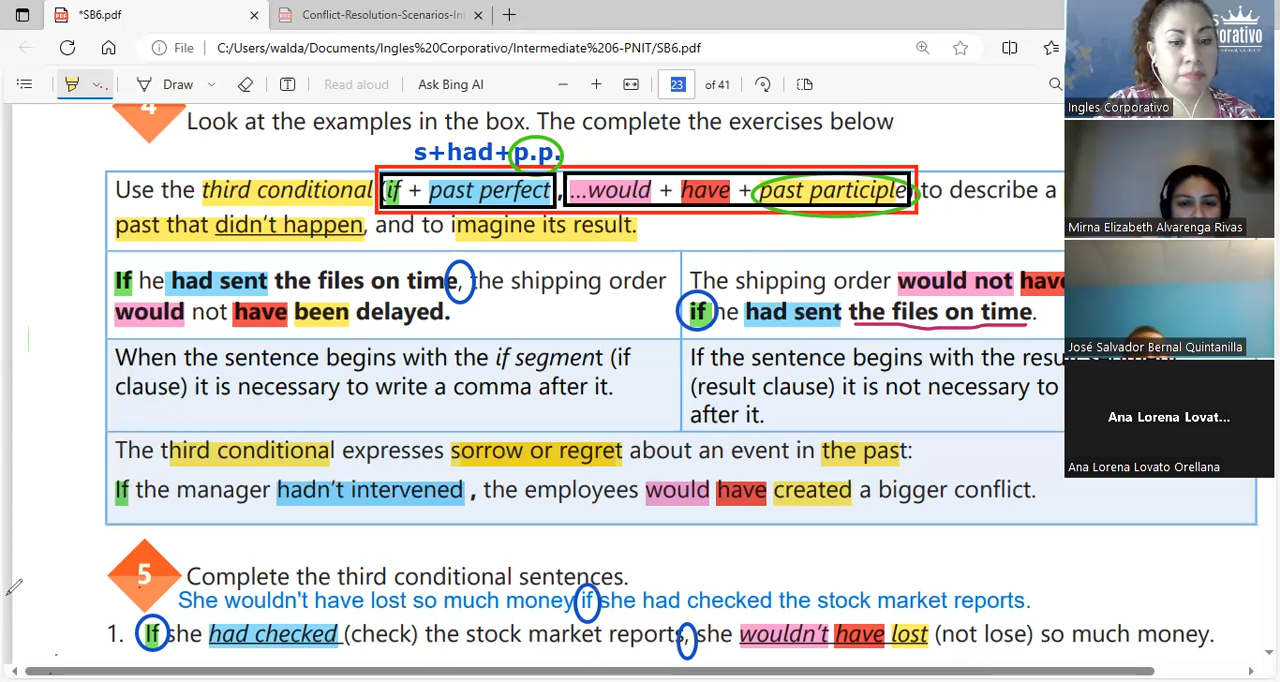 *SB6.pdf
Conflict-Resolution-Scenarios-Int
File C:/Users/walda/Documents/Ingles%20Corporativo/Intermediate%206-PNIT/SB6.pdf
Draw Read aloud Ask Bing AI 23 of 41
4 Look at the examples in the box. The complete the exercises below
s+had+p.p.
Use the third conditional (if + past perfect, ...would + have + past participle) to describe a
past that didn't happen, and to imagine its result.
If he had sent the files on time, the shipping order
would not have been delayed.
The shipping order would not have
if he had sent the files on time.
When the sentence begins with the if segment (if
clause) it is necessary to write a comma after it.
If the sentence begins with the result
(result clause) it is not necessary to
after it.
The third conditional expresses sorrow or regret about an event in the past:
If the manager hadn't intervened , the employees would have created a bigger conflict.
5 Complete the third conditional sentences.
She wouldn't have lost so much money if she had checked the stock market reports.
1. If she had checked (check) the stock market reports, she wouldn't have lost (not lose) so much money.
orativo
Ingles Corporativo
Mirna Elizabeth Alvarenga Rivas
José Salvador Bernal Quintanilla
Ana Lorena Lovat...
Ana Lorena Lovato Orellana